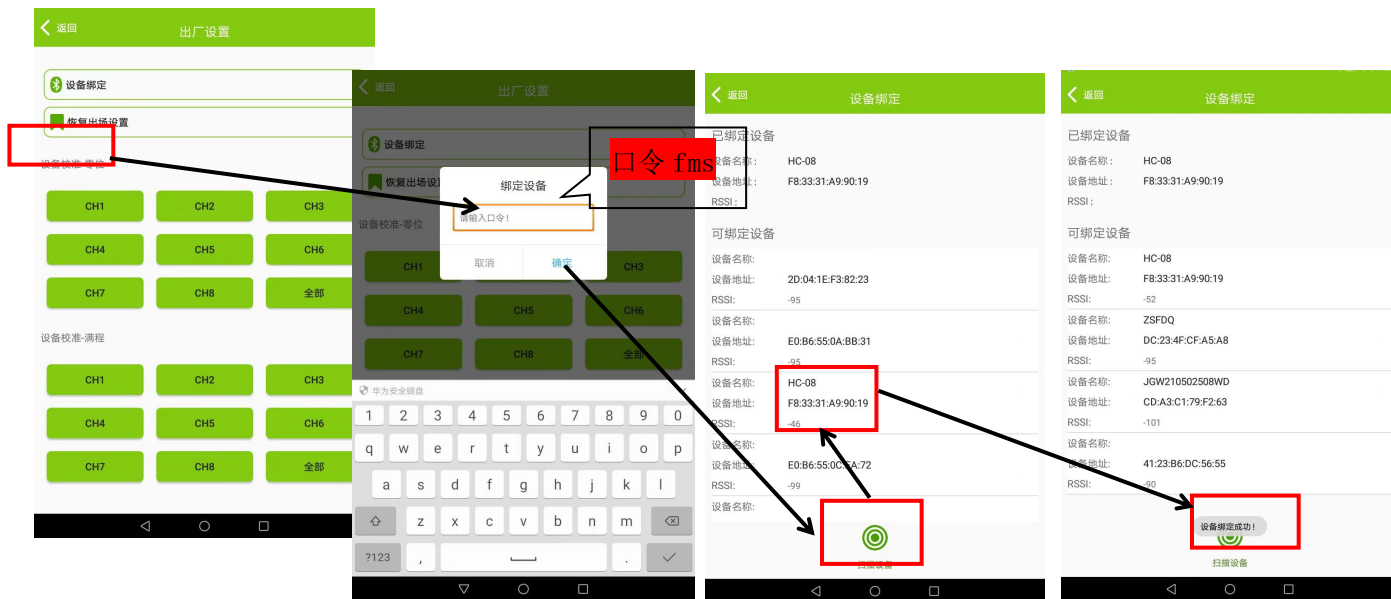 返回
出厂设置
设备绑定
恢复出场设置
设备校准-零位
CH1 CH2 CH3
CH4 CH5 CH6
CH7 CH8 全部
设备校准-满程
CH1 CH2 CH3
CH4 CH5 CH6
CH7 CH8 全部
返回
出厂设置
设备绑定
恢复出场设
设备校准-零位
口令 fms
绑定设备
请输入口令!
取消 确定
CH1 CH3
CH4 CH5 CH6
CH7 CH8 全部
华为安全键盘
1 2 3 4 5 6 7 8 9 0
q w e r t y u i o p
a s d f g h j k l
z x c v b n m
?123 , .
返回
设备绑定
已绑定设备
设备名称: HC-08
设备地址: F8:33:31:A9:90:19
RSSI:
可绑定设备
设备名称:
设备地址: 2D:04:1E:F3:82:23
RSSI: -95
设备名称:
设备地址: E0:B6:55:0A:BB:31
RSSI: -95
设备名称: HC-08
设备地址: F8:33:31:A9:90:19
RSSI: -46
设备名称:
设备地址: E0:B6:55:0C:EA:72
RSSI: -99
设备名称:
扫描设备
返回
设备绑定
已绑定设备
设备名称: HC-08
设备地址: F8:33:31:A9:90:19
RSSI:
可绑定设备
设备名称: HC-08
设备地址: F8:33:31:A9:90:19
RSSI: -52
设备名称: ZSFDQ
设备地址: DC:23:4F:CF:A5:A8
RSSI: -95
设备名称: JGW210502508WD
设备地址: CD:A3:C1:79:F2:63
RSSI: -101
设备名称:
设备地址: 41:23:B6:DC:56:55
RSSI: -90
设备绑定成功!
扫描设备